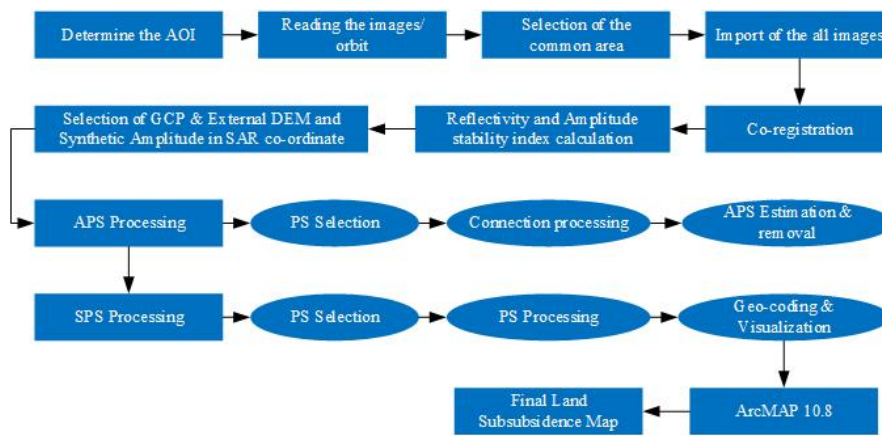 Determine the AOI
Reading the images/
orbit
Selection of the
common area
Import of the all images
Co-registration
Reflectivity and Amplitude
stability index calculation
Selection of GCP & External DEM and
Synthetic Amplitude in SAR co-ordinate
APS Processing
PS Selection
Connection processing
APS Estimation &
removal
SPS Processing
PS Selection
PS Processing
Geo-coding &
Visualization
ArcMAP 10.8
Final Land
Subsubsidence Map